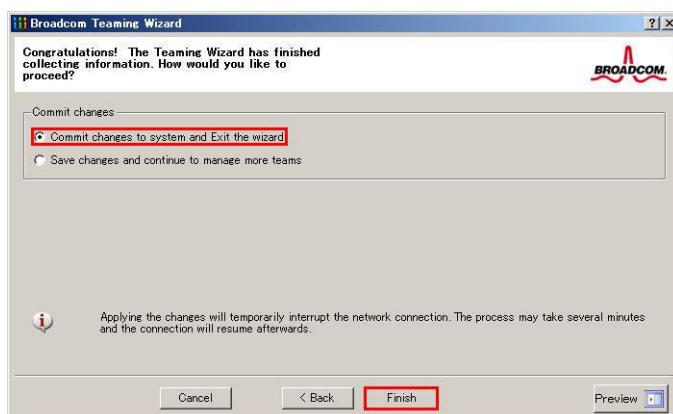 Broadcom Teaming Wizard
Congratulations! The Teaming Wizard has finished
collecting information. How would you like to
proceed?
BROADCOM.
Commit changes
Commit changes to system and Exit the wizard
Save changes and continue to manage more teams
Applying the changes will temporarily interrupt the network connection. The process may take several minutes
and the connection will resume afterwards.
Cancel < Back Finish Preview